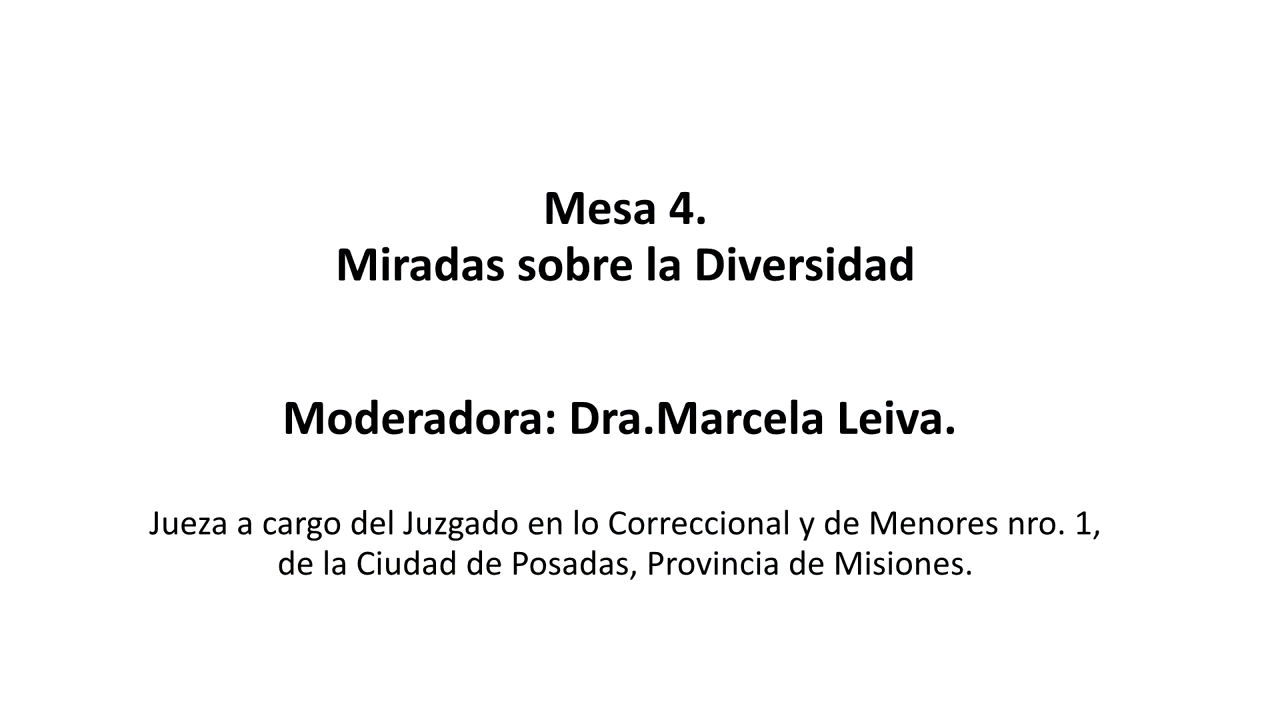 Mesa 4.
Miradas sobre la Diversidad
Moderadora: Dra.Marcela Leiva.
Jueza a cargo del Juzgado en lo Correccional y de Menores nro. 1,
de la Ciudad de Posadas, Provincia de Misiones.